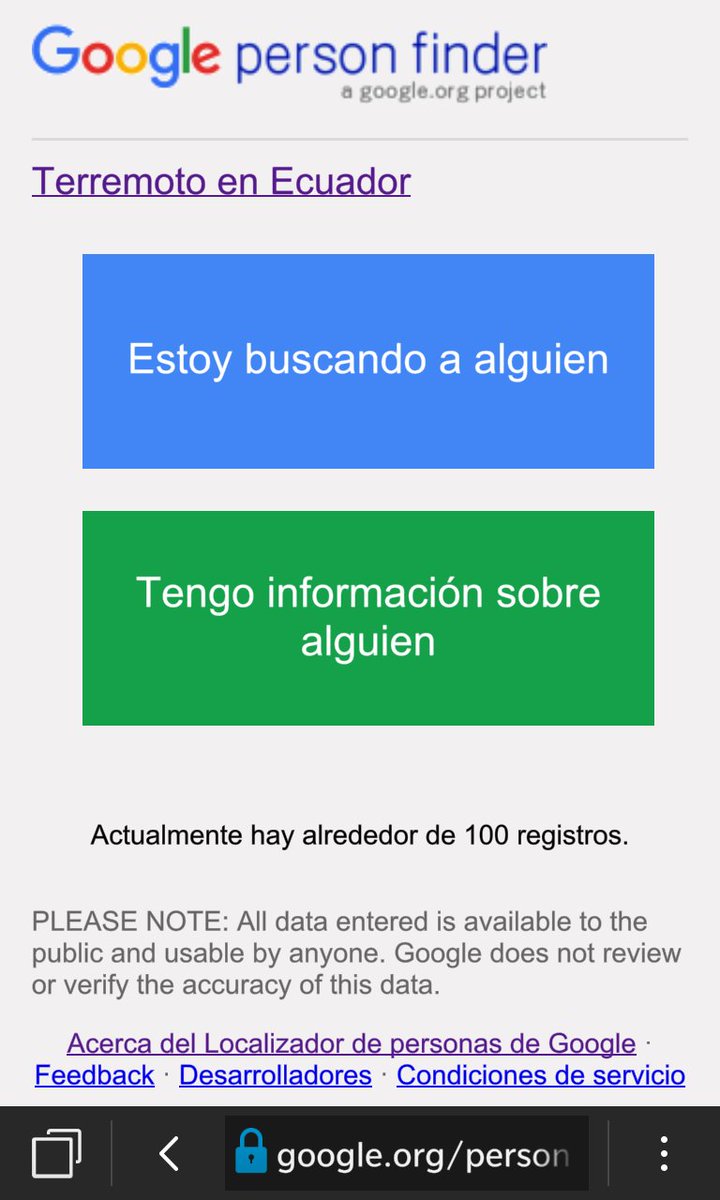 Google person finder
a google.org project
Terremoto en Ecuador
Estoy buscando a alguien
Tengo información sobre
alguien
Actualmente hay alrededor de 100 registros.
PLEASE NOTE: All data entered is available to the
public and usable by anyone. Google does not review
or verify the accuracy of this data.
Acerca del Localizador de personas de Google ·
Feedback · Desarrolladores · Condiciones de servicio
google.org/person